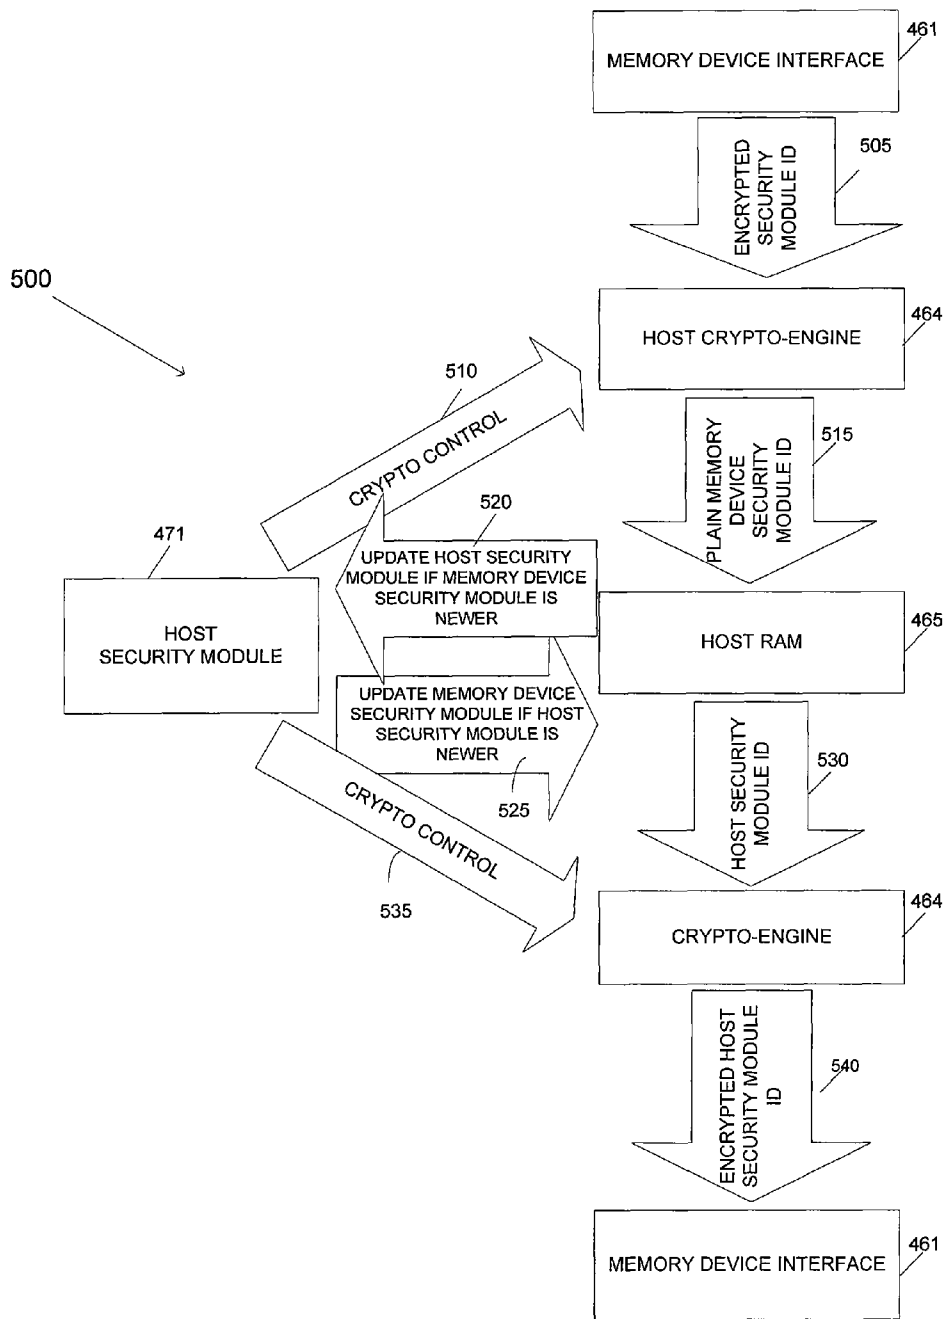 461
MEMORY DEVICE INTERFACE
505
ENCRYPTED
SECURITY
MODULE ID
500
464
HOST CRYPTO-ENGINE
510
CRYPTO CONTROL
515
PLAIN MEMORY
DEVICE
SECURITY
MODULE ID
520
471
UPDATE HOST SECURITY
MODULE IF MEMORY DEVICE
SECURITY MODULE IS
NEWER
HOST
SECURITY MODULE
465
HOST RAM
UPDATE MEMORY DEVICE
SECURITY MODULE IF HOST
SECURITY MODULE IS
NEWER
525
530
HOST SECURITY
MODULE ID
CRYPTO CONTROL
535
464
CRYPTO-ENGINE
540
ENCRYPTED HOST
SECURITY MODULE
ID
461
MEMORY DEVICE INTERFACE